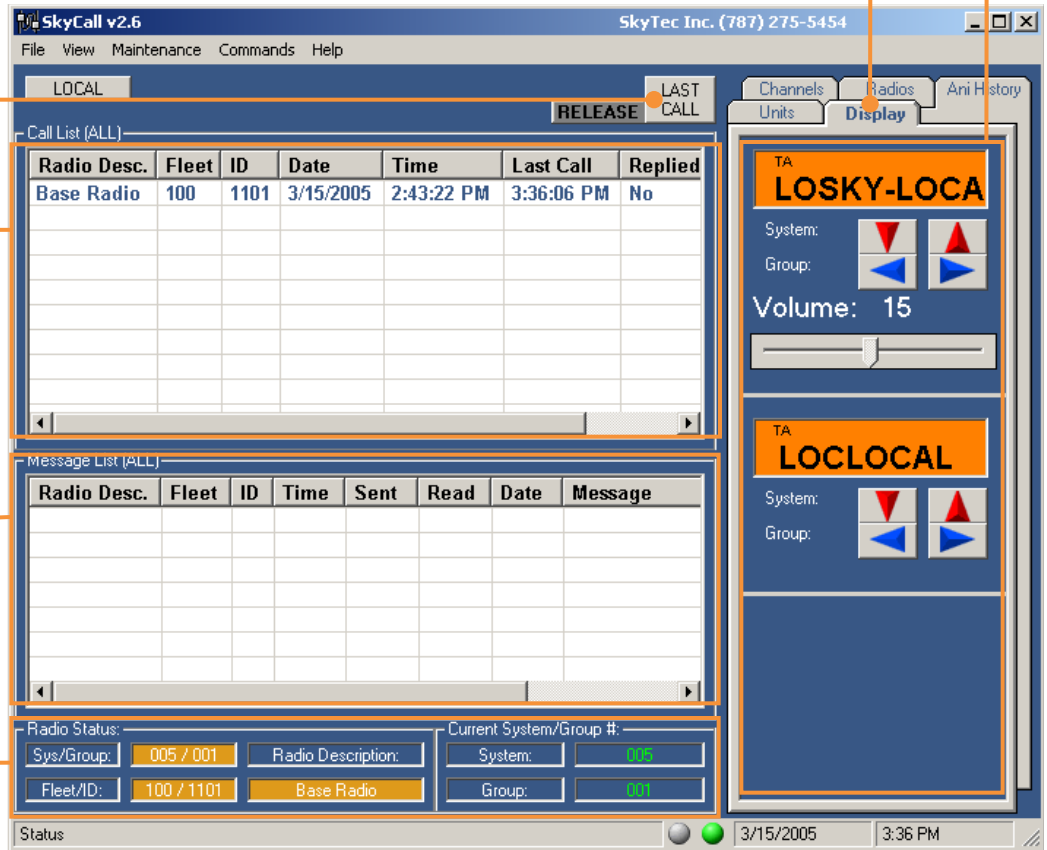 SkyCall v2.6 SkyTec Inc. (787) 275-5454
File View Maintenance Commands Help
LOCAL
RELEASE
LAST CALL
Call List (ALL)
Radio Desc. Fleet ID Date Time Last Call Replied
Base Radio 100 1101 3/15/2005 2:43:22 PM 3:36:06 PM No
Message List (ALL)
Radio Desc. Fleet ID Time Sent Read Date Message
Radio Status:
Sys/Group: 005 / 001 Radio Description:
Fleet/ID: 100 / 1101 Base Radio
Current System/Group #:
System: 005
Group: 001
Channels Radios Ani History
Units Display
TA
LOSKY-LOCA
System:
Group:
Volume: 15
TA
LOCLOCAL
System:
Group:
Status 3/15/2005 3:36 PM